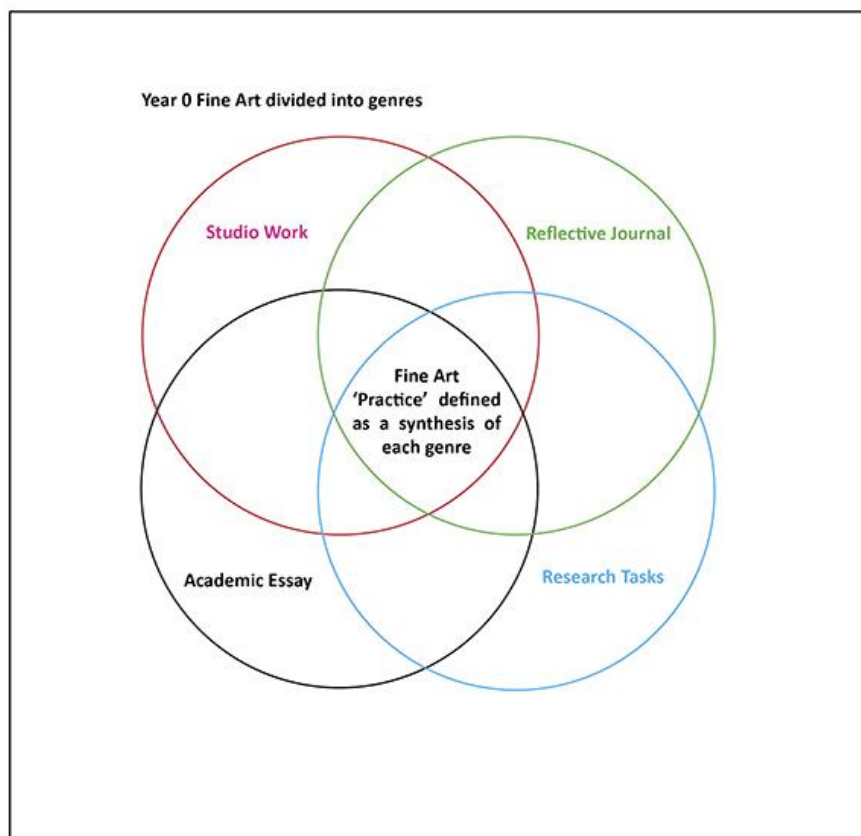 Year 0 Fine Art divided into genres
Studio Work
Reflective Journal
Fine Art
‘Practice’ defined
as a synthesis of
each genre
Academic Essay
Research Tasks